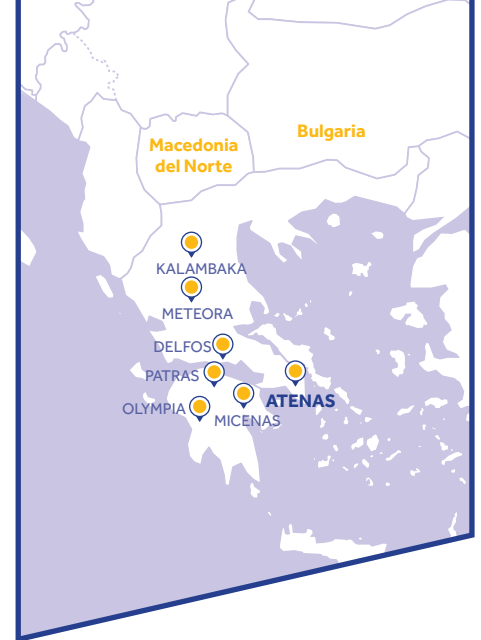 Bulgaria
Macedonia
del Norte
KALAMBAKA
METEORA
DELFOS
PATRAS
ATENAS
OLYMPIA
MICENAS